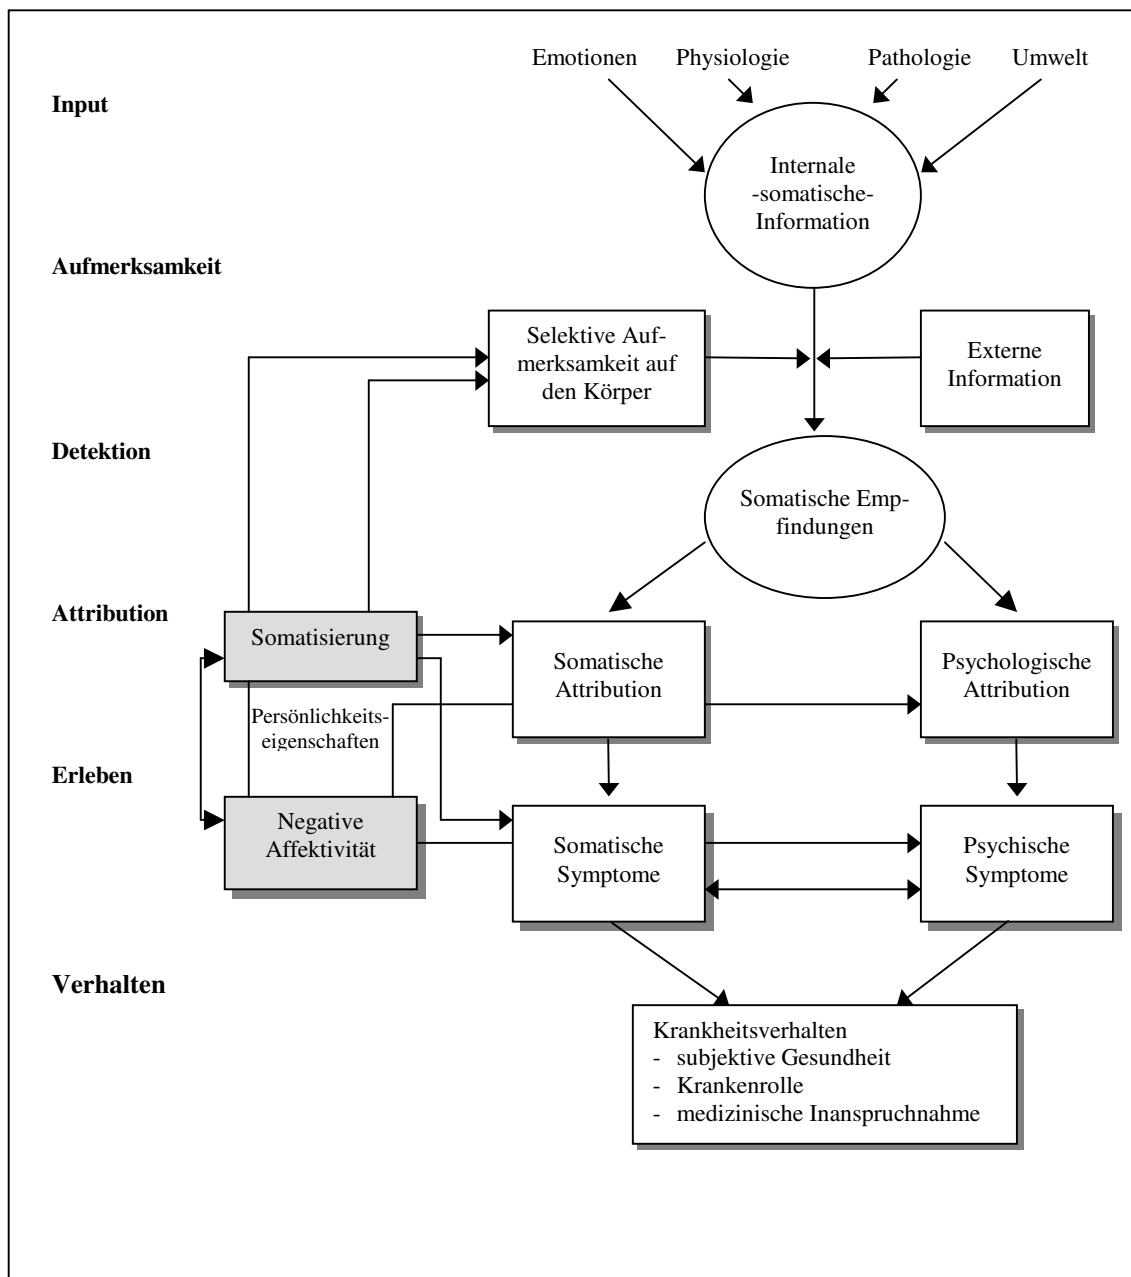 Emotionen Physiologie Pathologie Umwelt
Input
Internale
-somatische-
Information
Aufmerksamkeit
Selektive Auf-
merksamkeit auf
den Körper
Externe
Information
Detektion
Somatische Emp-
findungen
Attribution
Somatisierung
Somatische
Attribution
Psychologische
Attribution
Persönlichkeits-
eigenschaften
Erleben
Negative
Affektivität
Somatische
Symptome
Psychische
Symptome
Verhalten
Krankheitsverhalten
- subjektive Gesundheit
- Krankenrolle
- medizinische Inanspruchnahme